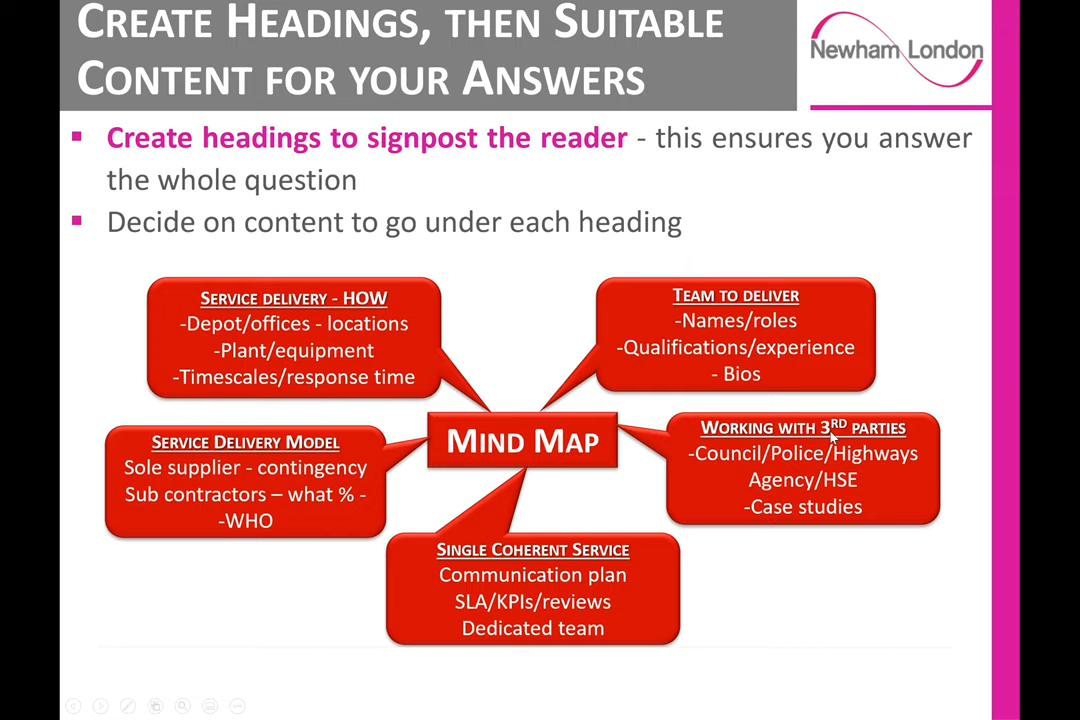 CREATE HEADINGS, THEN SUITABLE
CONTENT FOR YOUR ANSWERS
Newham London
▪ Create headings to signpost the reader - this ensures you answer
the whole question
▪ Decide on content to go under each heading
SERVICE DELIVERY - HOW
-Depot/offices - locations
-Plant/equipment
-Timescales/response time
TEAM TO DELIVER
-Names/roles
-Qualifications/experience
- Bios
MIND MAP
SERVICE DELIVERY MODEL
Sole supplier - contingency
Sub contractors – what % -
-WHO
WORKING WITH 3RD PARTIES
-Council/Police/Highways
Agency/HSE
-Case studies
SINGLE COHERENT SERVICE
Communication plan
SLA/KPIs/reviews
Dedicated team